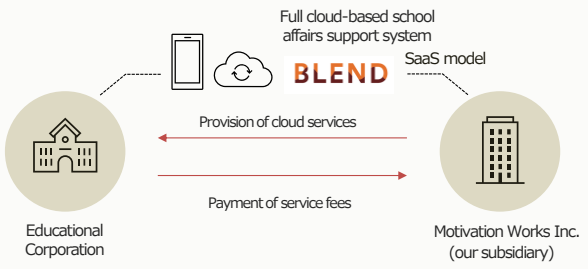 Full cloud-based school
affairs support system
BLEND
SaaS model
Provision of cloud services
Payment of service fees
Educational
Corporation
Motivation Works Inc.
(our subsidiary)